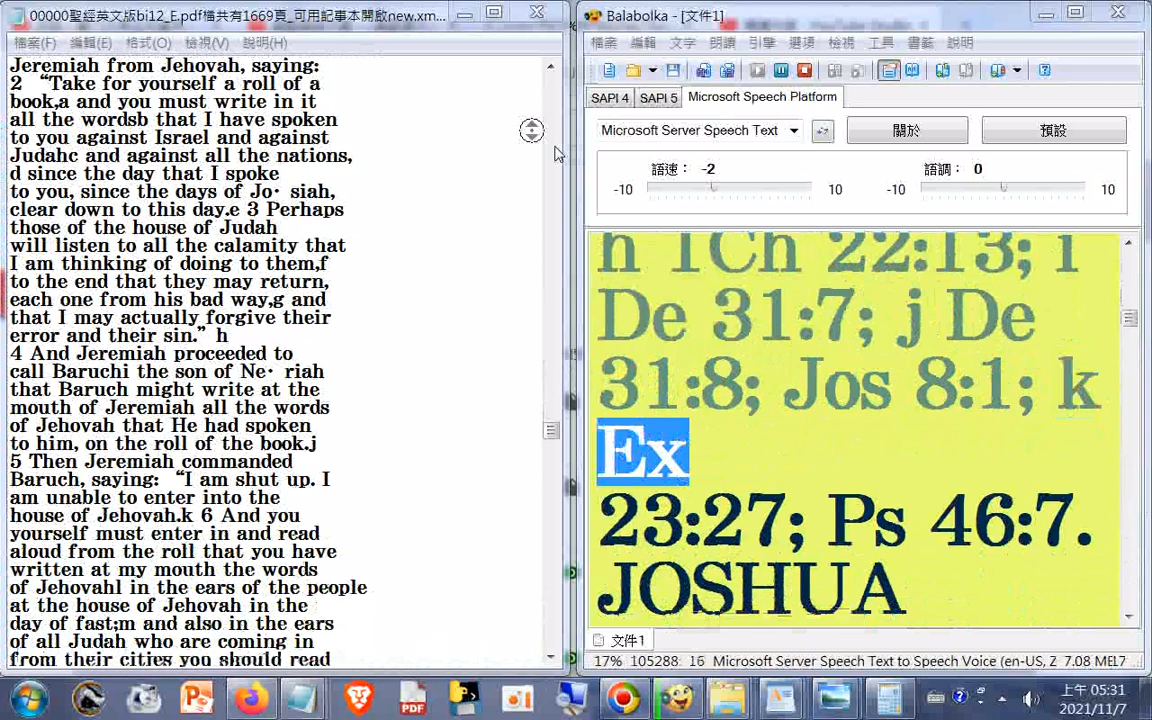 00000聖經英文版bi12_E.pdf檔共有1669頁_可用記事本開啟new.xm...
檔案(F) 編輯(E) 格式(O) 檢視(V) 說明(H)
Jeremiah from Jehovah, saying:
2 “Take for yourself a roll of a
book,a and you must write in it
all the wordsb that I have spoken
to you against Israel and against
Judahc and against all the nations,
d since the day that I spoke
to you, since the days of Jo· siah,
clear down to this day.e 3 Perhaps
those of the house of Judah
will listen to all the calamity that
I am thinking of doing to them,f
to the end that they may return,
each one from his bad way,g and
that I may actually forgive their
error and their sin.” h
4 And Jeremiah proceeded to
call Baruchi the son of Ne· riah
that Baruch might write at the
mouth of Jeremiah all the words
of Jehovah that He had spoken
to him, on the roll of the book.j
5 Then Jeremiah commanded
Baruch, saying: “I am shut up. I
am unable to enter into the
house of Jehovah.k 6 And you
yourself must enter in and read
aloud from the roll that you have
written at my mouth the words
of Jehovahl in the ears of the people
at the house of Jehovah in the
day of fast;m and also in the ears
of all Judah who are coming in
from their cities you should read
Balabolka - [文件1]
檔案 編輯 文字 朗讀 引擎 選項 檢視 工具 書籤 說明
SAPI 4 SAPI 5 Microsoft Speech Platform
Microsoft Server Speech Text 關於 預設
語速: -2 語調: 0
-10 10 -10 10
h 1Ch 22:13; i
De 31:7; j De
31:8; Jos 8:1; k
Ex
23:27; Ps 46:7.
JOSHUA
文件1
17% 105288: 16 Microsoft Server Speech Text to Speech Voice (en-US, Z 7.08 MEL7
上午 05:31
2021/11/7